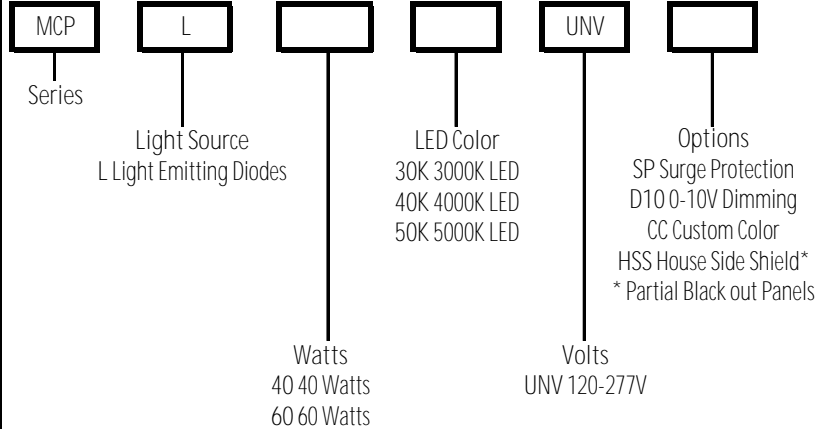 MCP L UNV
Series
Light Source
L Light Emitting Diodes
LED Color
30K 3000K LED
40K 4000K LED
50K 5000K LED
Options
SP Surge Protection
D10 0-10V Dimming
CC Custom Color
HSS House Side Shield*
* Partial Black out Panels
Watts
40 40 Watts
60 60 Watts
Volts
UNV 120-277V